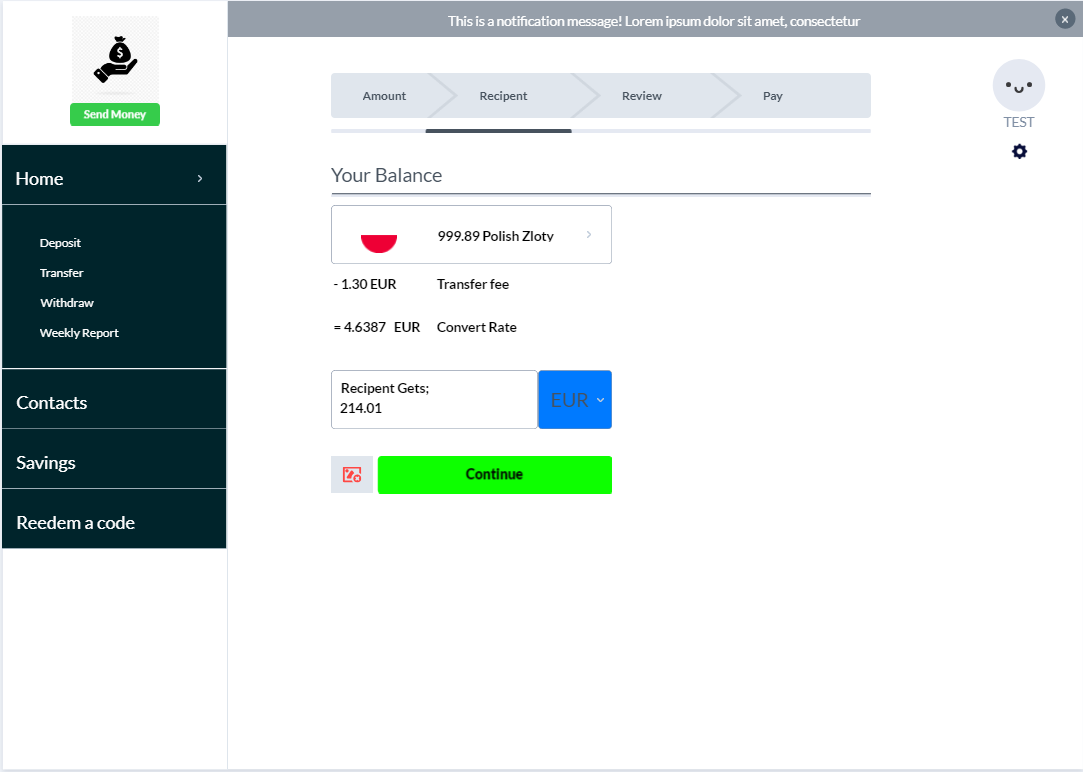 This is a notification message! Lorem ipsum dolor sit amet, consectetur
$
Send Money
Home
Deposit
Transfer
Withdraw
Weekly Report
Contacts
Savings
Reedem a code
Amount
Recipent
Review
Pay
TEST
Your Balance
999.89 Polish Zloty
- 1.30 EUR Transfer fee
= 4.6387 EUR Convert Rate
Recipent Gets;
214.01
EUR
Continue